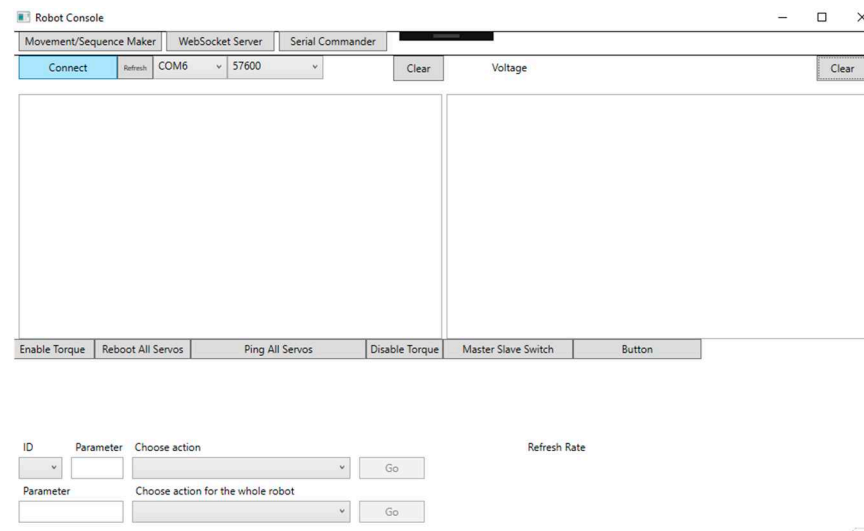 Robot Console
Movement/Sequence Maker WebSocket Server Serial Commander
Connect Refresh COM6 57600 Clear Voltage Clear
Enable Torque Reboot All Servos Ping All Servos Disable Torque Master Slave Switch Button
ID Parameter Choose action Refresh Rate
Go
Parameter Choose action for the whole robot
Go